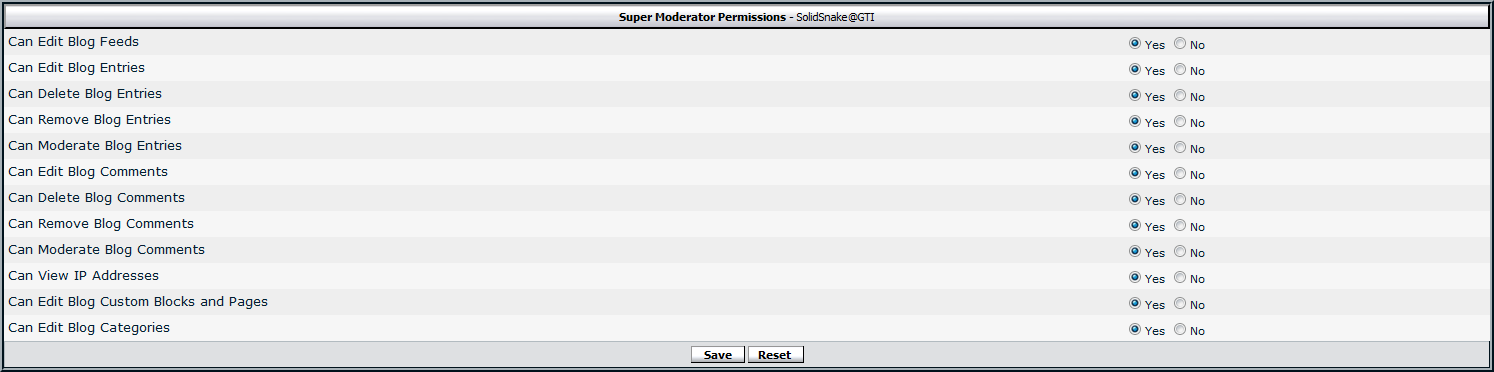 Super Moderator Permissions - SolidSnake@GTI
Can Edit Blog Feeds Yes No
Can Edit Blog Entries Yes No
Can Delete Blog Entries Yes No
Can Remove Blog Entries Yes No
Can Moderate Blog Entries Yes No
Can Edit Blog Comments Yes No
Can Delete Blog Comments Yes No
Can Remove Blog Comments Yes No
Can Moderate Blog Comments Yes No
Can View IP Addresses Yes No
Can Edit Blog Custom Blocks and Pages Yes No
Can Edit Blog Categories Yes No
Save Reset